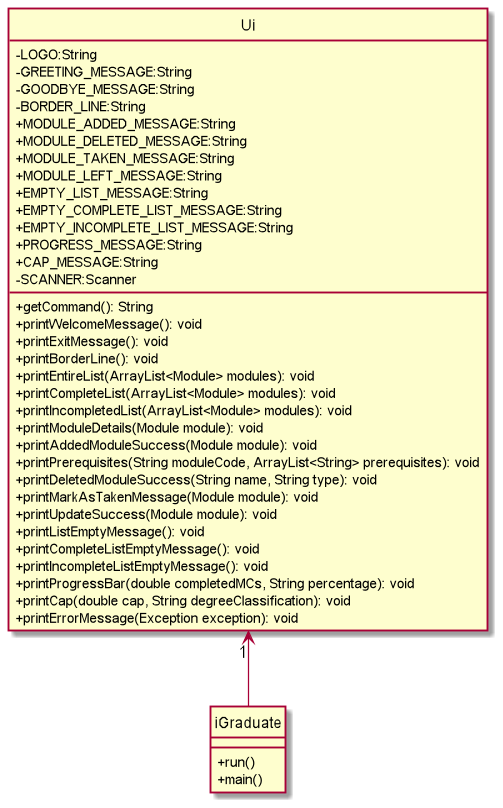 Ui
-LOGO:String
-GREETING_MESSAGE:String
-GOODBYE_MESSAGE:String
-BORDER_LINE:String
+MODULE_ADDED_MESSAGE:String
+MODULE_DELETED_MESSAGE:String
+MODULE_TAKEN_MESSAGE:String
+MODULE_LEFT_MESSAGE:String
+EMPTY_LIST_MESSAGE:String
+EMPTY_COMPLETE_LIST_MESSAGE:String
+EMPTY_INCOMPLETE_LIST_MESSAGE:String
+PROGRESS_MESSAGE:String
+CAP_MESSAGE:String
-SCANNER:Scanner
+getCommand(): String
+printWelcomeMessage(): void
+printExitMessage(): void
+printBorderLine(): void
+printEntireList(ArrayList<Module> modules): void
+printCompleteList(ArrayList<Module> modules): void
+printIncompletedList(ArrayList<Module> modules): void
+printModuleDetails(Module module): void
+printAddedModuleSuccess(Module module): void
+printPrerequisites(String moduleCode, ArrayList<String> prerequisites): void
+printDeletedModuleSuccess(String name, String type): void
+printMarkAsTakenMessage(Module module): void
+printUpdateSuccess(Module module): void
+printListEmptyMessage(): void
+printCompleteListEmptyMessage(): void
+printIncompleteListEmptyMessage(): void
+printProgressBar(double completedMCs, String percentage): void
+printCap(double cap, String degreeClassification): void
+printErrorMessage(Exception exception): void
1
iGraduate
+run()
+main()